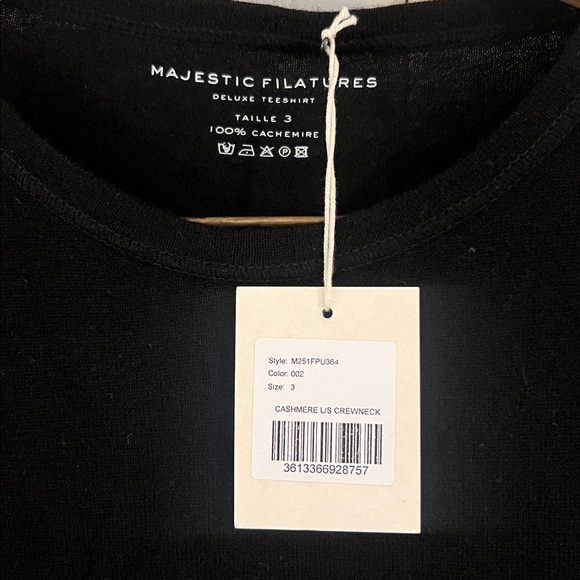 MAJESTIC FILATURES
DELUXE TEESHIRT
TAILLE 3
100% CACHEMIRE
P
Style: M251FPU364
Color: 002
Size: 3
CASHMERE L/S CREWNECK
3613366928757